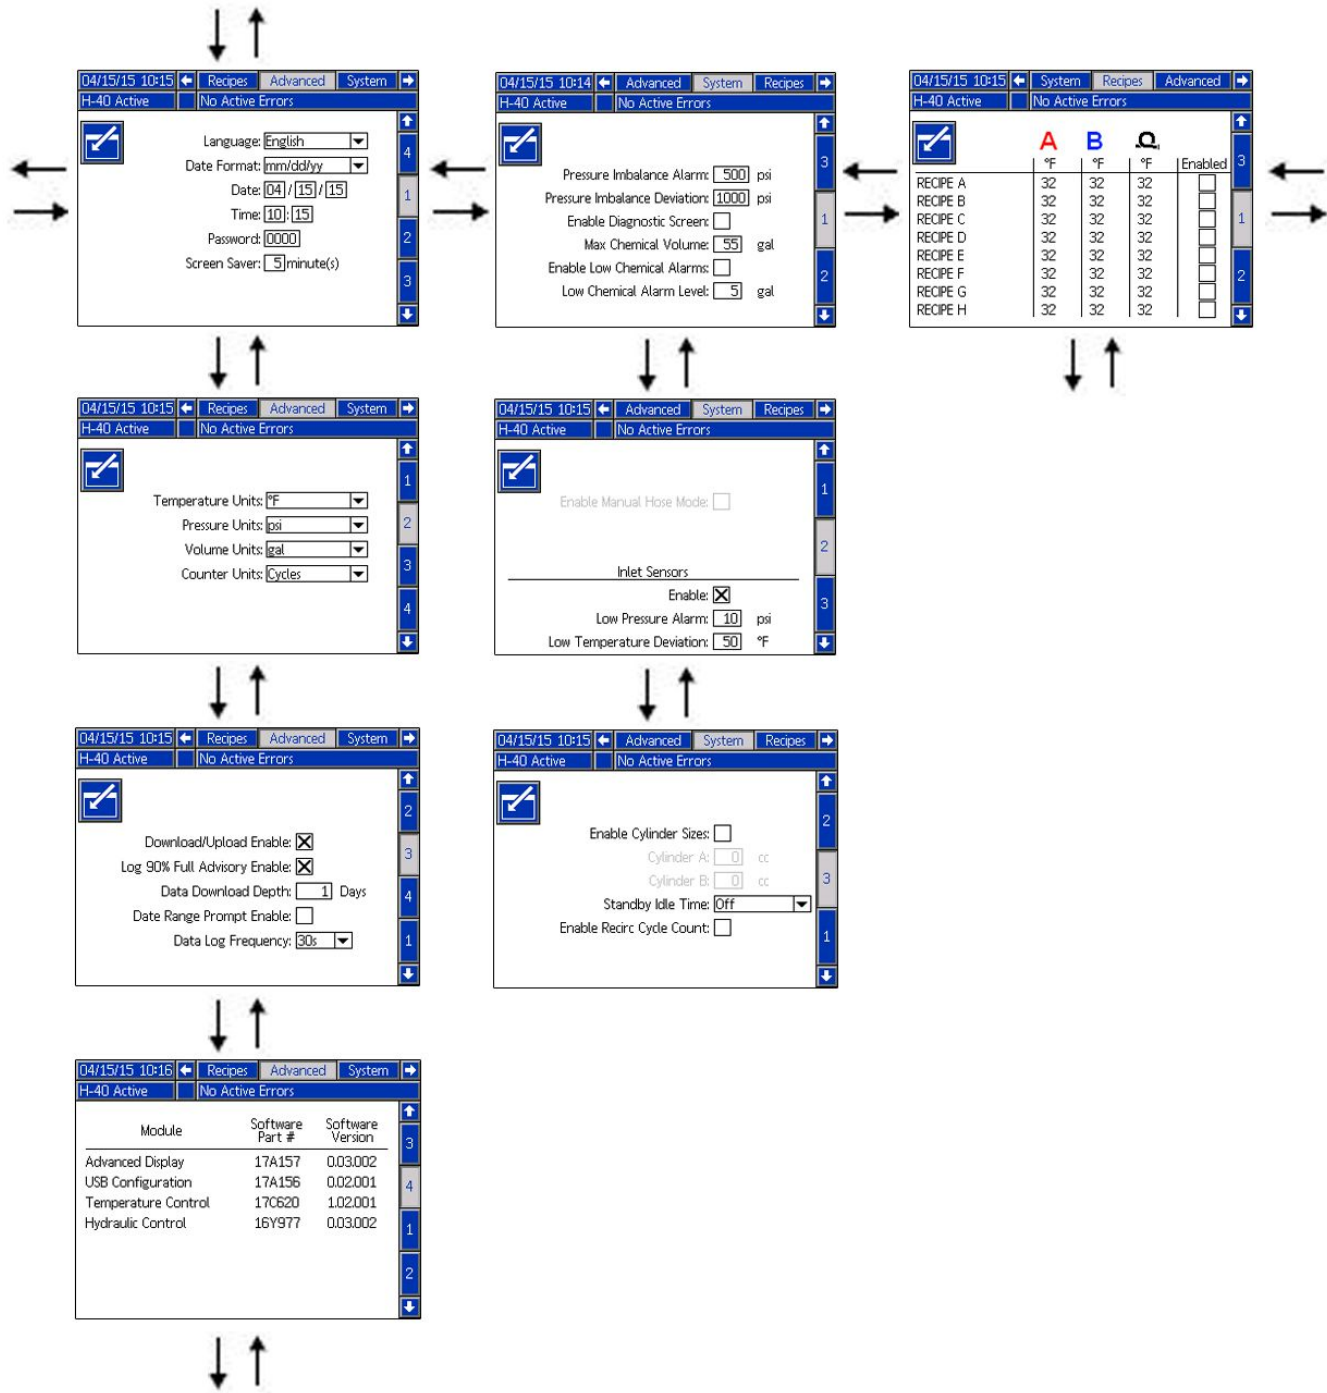 04/15/15 10:15 Recipes Advanced System
H-40 Active No Active Errors
Language: English
Date Format: mm/dd/yy
Date: 04 / 15 / 15
Time: 10 : 15
Password: 0000
Screen Saver: 5 minute(s)
4
1
2
3
04/15/15 10:14 Advanced System Recipes
H-40 Active No Active Errors
Pressure Imbalance Alarm: 500 psi
Pressure Imbalance Deviation: 1000 psi
Enable Diagnostic Screen:
Max Chemical Volume: 55 gal
Enable Low Chemical Alarms:
Low Chemical Alarm Level: 5 gal
3
1
2
04/15/15 10:15 System Recipes Advanced
H-40 Active No Active Errors
A B
°F °F °F Enabled
RECIPE A 32 32 32
RECIPE B 32 32 32
RECIPE C 32 32 32
RECIPE D 32 32 32
RECIPE E 32 32 32
RECIPE F 32 32 32
RECIPE G 32 32 32
RECIPE H 32 32 32
3
1
2
04/15/15 10:15 Recipes Advanced System
H-40 Active No Active Errors
Temperature Units: °F
Pressure Units: psi
Volume Units: gal
Counter Units: Cycles
1
2
3
4
04/15/15 10:15 Advanced System Recipes
H-40 Active No Active Errors
Enable Manual Hose Mode:
Inlet Sensors
Enable:
Low Pressure Alarm: 10 psi
Low Temperature Deviation: 50 °F
1
2
3
04/15/15 10:15 Recipes Advanced System
H-40 Active No Active Errors
Download/Upload Enable:
Log 90% Full Advisory Enable:
Data Download Depth: 1 Days
Date Range Prompt Enable:
Data Log Frequency: 30s
2
3
4
1
04/15/15 10:15 Advanced System Recipes
H-40 Active No Active Errors
Enable Cylinder Sizes:
Cylinder A: 0 cc
Cylinder B: 0 cc
Standby Idle Time: Off
Enable Recirc Cycle Count:
2
3
1
04/15/15 10:16 Recipes Advanced System
H-40 Active No Active Errors
Module Software Part # Software Version
Advanced Display 17A157 0.03.002
USB Configuration 17A156 0.02.001
Temperature Control 17C620 1.02.001
Hydraulic Control 16Y977 0.03.002
3
4
1
2